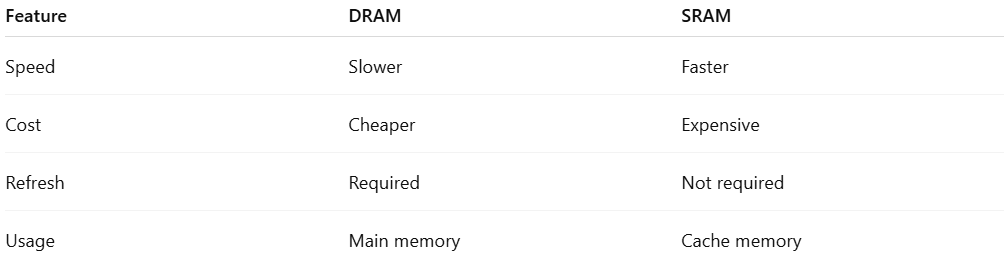 Feature DRAM SRAM
Speed Slower Faster
Cost Cheaper Expensive
Refresh Required Not required
Usage Main memory Cache memory